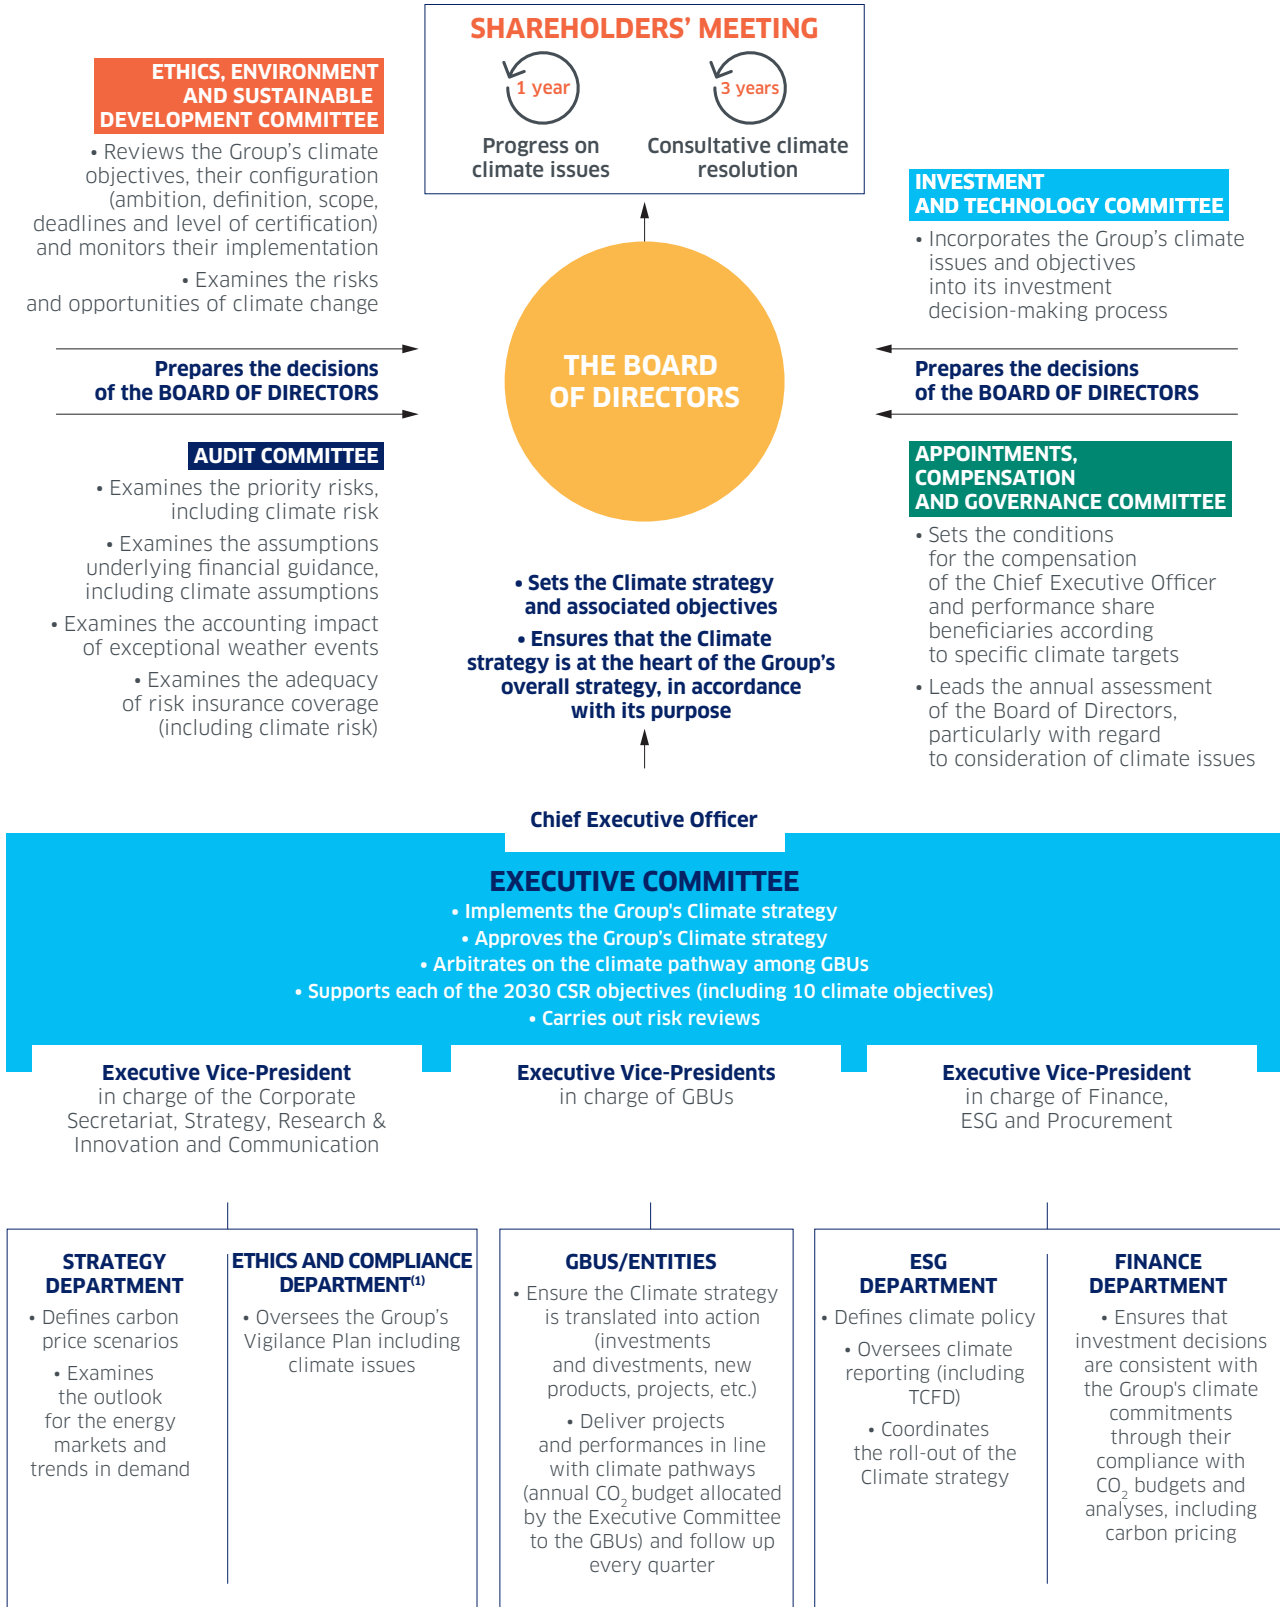 SHAREHOLDERS' MEETING
1 year
3 years
Progress on
climate issues
Consultative climate
resolution
ETHICS, ENVIRONMENT
AND SUSTAINABLE
DEVELOPMENT COMMITTEE
• Reviews the Group's climate
objectives, their configuration
(ambition, definition, scope,
deadlines and level of certification)
and monitors their implementation
• Examines the risks
and opportunities of climate change
Prepares the decisions
of the BOARD OF DIRECTORS
AUDIT COMMITTEE
• Examines the priority risks,
including climate risk
• Examines the assumptions
underlying financial guidance,
including climate assumptions
• Examines the accounting impact
of exceptional weather events
• Examines the adequacy
of risk insurance coverage
(including climate risk)
THE BOARD
OF DIRECTORS
• Sets the Climate strategy
and associated objectives
• Ensures that the Climate
strategy is at the heart of the Group's
overall strategy, in accordance
with its purpose
INVESTMENT
AND TECHNOLOGY COMMITTEE
• Incorporates the Group's climate
issues and objectives
into its investment
decision-making process
Prepares the decisions
of the BOARD OF DIRECTORS
APPOINTMENTS,
COMPENSATION
AND GOVERNANCE COMMITTEE
• Sets the conditions
for the compensation
of the Chief Executive Officer
and performance share
beneficiaries according
to specific climate targets
• Leads the annual assessment
of the Board of Directors,
particularly with regard
to consideration of climate issues
Chief Executive Officer
EXECUTIVE COMMITTEE
• Implements the Group's Climate strategy
• Approves the Group's Climate strategy
• Arbitrates on the climate pathway among GBUs
• Supports each of the 2030 CSR objectives (including 10 climate objectives)
• Carries out risk reviews
Executive Vice-President
in charge of the Corporate
Secretariat, Strategy, Research &
Innovation and Communication
Executive Vice-Presidents
in charge of GBUs
Executive Vice-President
in charge of Finance,
ESG and Procurement
STRATEGY
DEPARTMENT
• Defines carbon
price scenarios
• Examines
the outlook
for the energy
markets and
trends in demand
ETHICS AND COMPLIANCE
DEPARTMENT(1)
• Oversees the Group's
Vigilance Plan including
climate issues
GBUS/ENTITIES
• Ensure the Climate strategy
is translated into action
(investments
and divestments, new
products, projects, etc.)
• Deliver projects
and performances in line
with climate pathways
(annual CO2 budget allocated
by the Executive Committee
to the GBUs) and follow up
every quarter
ESG
DEPARTMENT
• Defines climate policy
• Oversees climate
reporting (including
TCFD)
• Coordinates
the roll-out of the
Climate strategy
FINANCE
DEPARTMENT
• Ensures that
investment decisions
are consistent with
the Group's climate
commitments
through their
compliance with
CO2 budgets and
analyses, including
carbon pricing